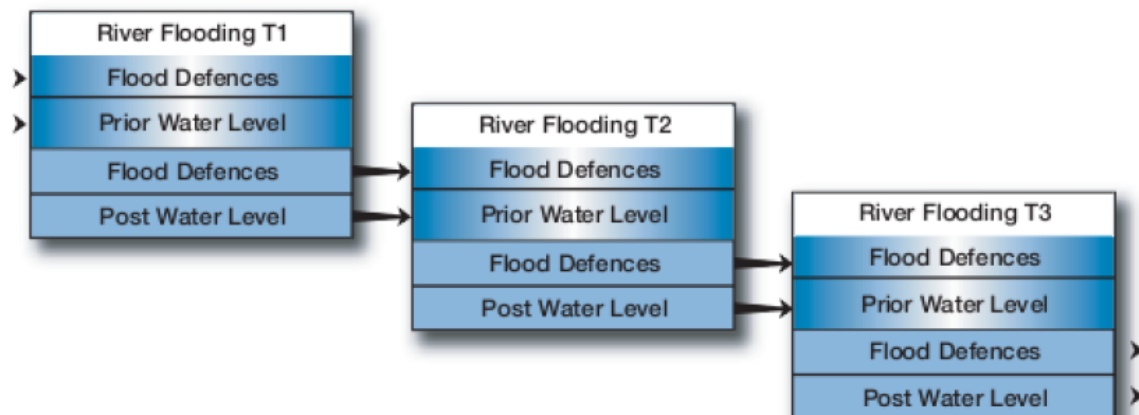 River Flooding T1
Flood Defences
Prior Water Level
Flood Defences
Post Water Level
River Flooding T2
Flood Defences
Prior Water Level
Flood Defences
Post Water Level
River Flooding T3
Flood Defences
Prior Water Level
Flood Defences
Post Water Level